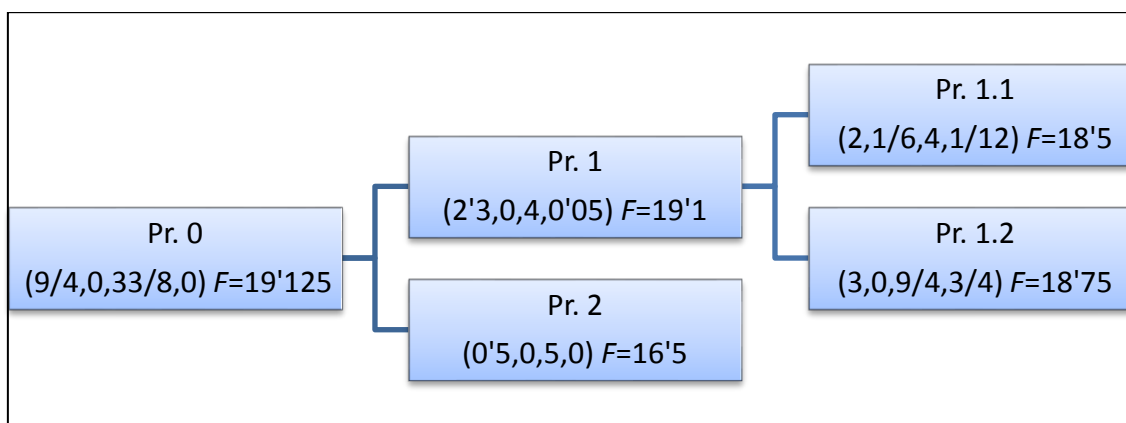 Pr. 0
(9/4,0,33/8,0) F=19'125
Pr. 1
(2'3,0,4,0'05) F=19'1
Pr. 2
(0'5,0,5,0) F=16'5
Pr. 1.1
(2,1/6,4,1/12) F=18'5
Pr. 1.2
(3,0,9/4,3/4) F=18'75